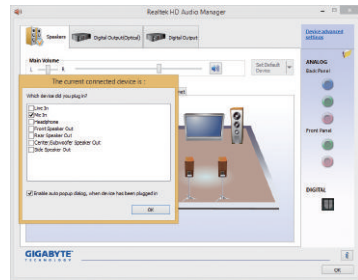 Realtek HD Audio Manager
Speakers
Digital Output(Optical)
Digital Output
Device advanced settings
Main Volume
L
R
Set Default Device
ANALOG
Back Panel
The current connected device is :
Which device did you plug in?
Line In
Mic In
Headphone
Front Speaker Out
Rear Speaker Out
Center/Subwoofer Speaker Out
Side Speaker Out
Front Panel
DIGITAL
Enable auto popup dialog, when device has been plugged in
OK
GIGABYTE
TECHNOLOGY
OK